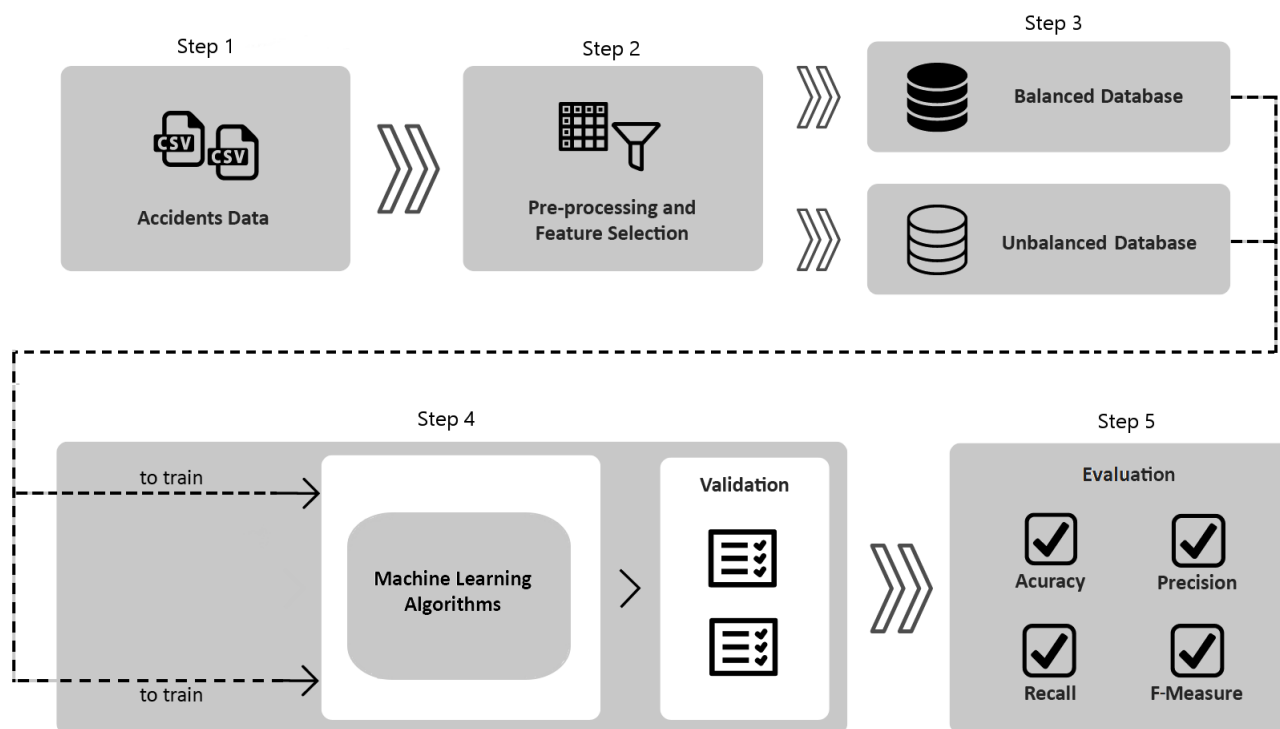 Step 1
CSV
CSV
Accidents Data
Step 2
Pre-processing and
Feature Selection
Step 3
Balanced Database
Unbalanced Database
Step 4
to train
to train
Machine Learning
Algorithms
Validation
Step 5
Evaluation
Acuracy
Precision
Recall
F-Measure